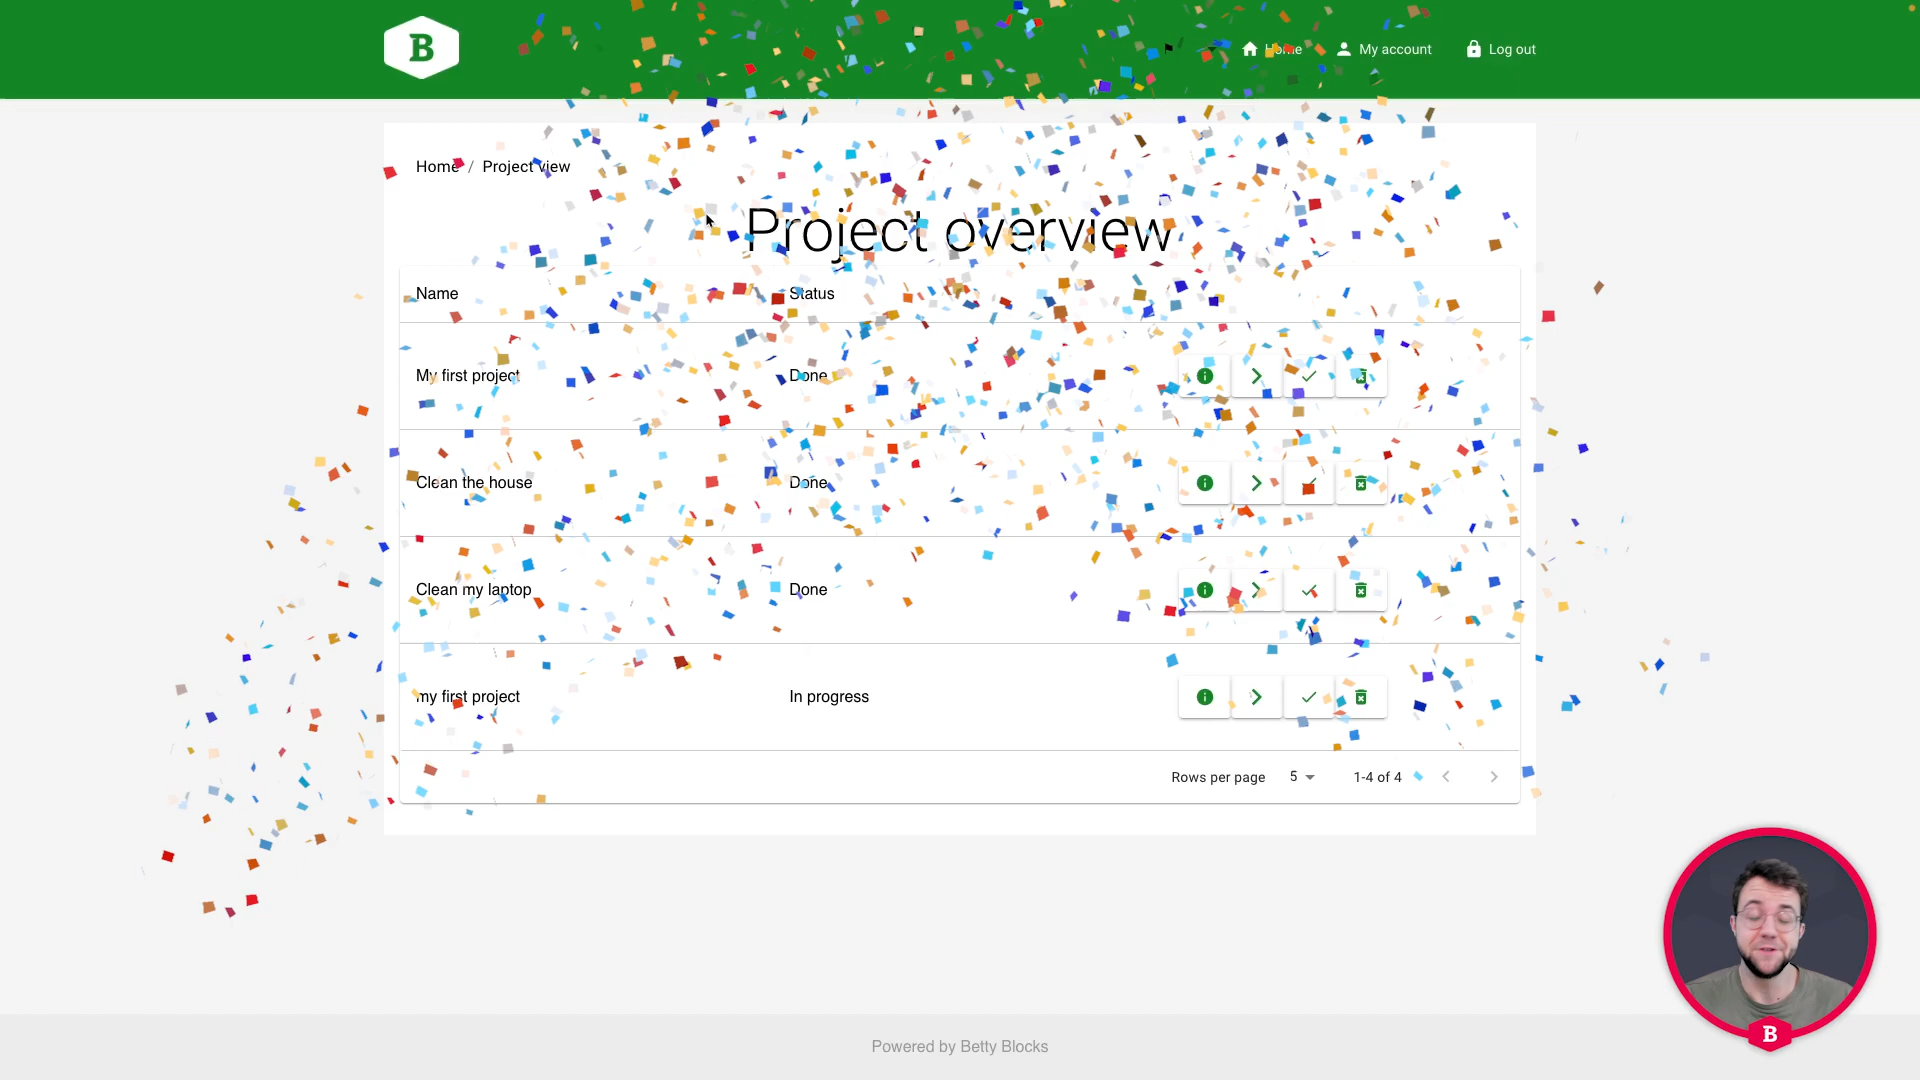 B
Home
My account
Log out
Home / Project view
Project overview
Name Status
My first project Done
Clean the house Done
Clean my laptop Done
my first project In progress
Rows per page 5 1-4 of 4
B
Powered by Betty Blocks